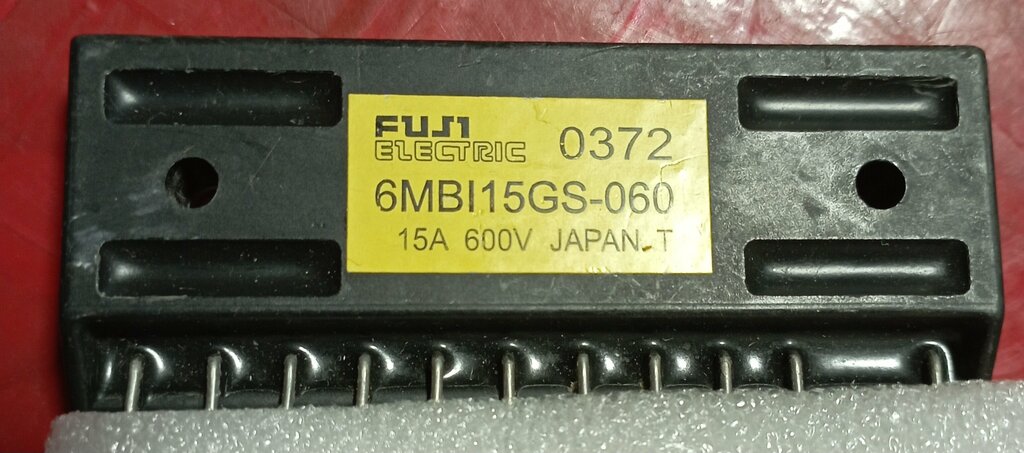 FUJI
ELECTRIC 0372
6MBI15GS-060
15A 600V JAPAN T